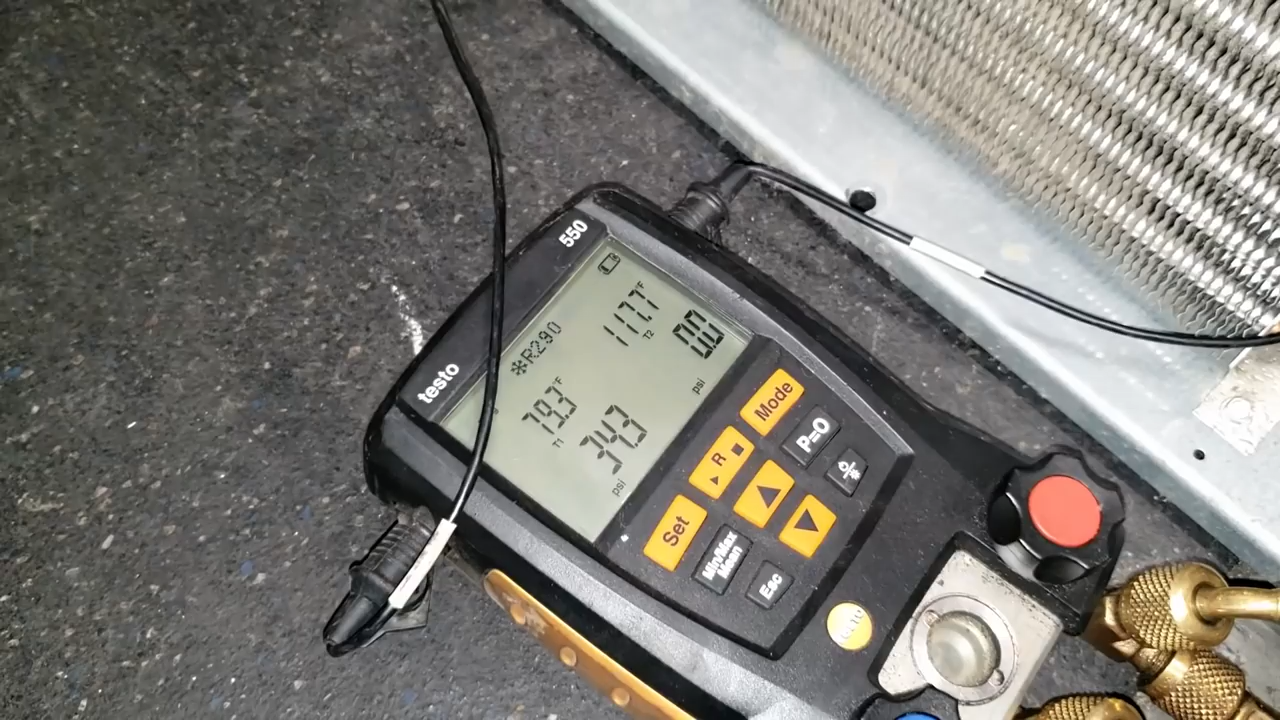 testo
550
❄R290
79.3°F
T1
117.7°F
T2
34.7
psi
0.0
psi
Set
R
Mode
P=0
Min/Max
Mean
Esc
testo